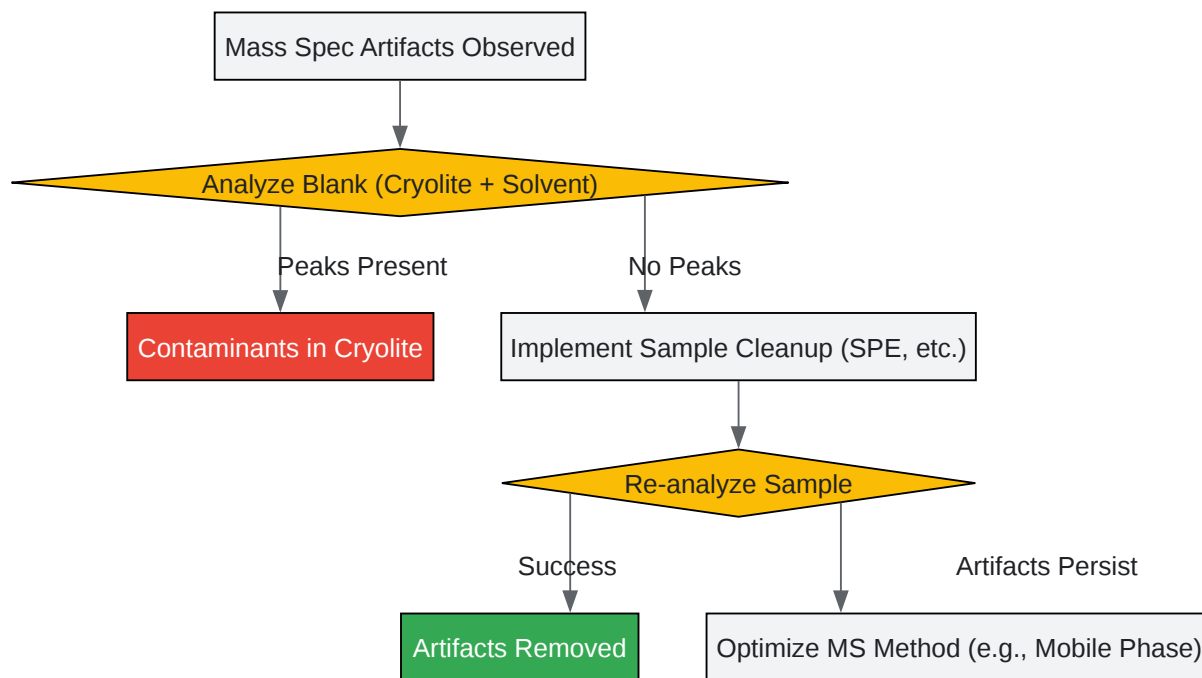 Mass Spec Artifacts Observed
Analyze Blank (Cryolite + Solvent)
Peaks Present
No Peaks
Contaminants in Cryolite
Implement Sample Cleanup (SPE, etc.)
Re-analyze Sample
Success
Artifacts Persist
Artifacts Removed
Optimize MS Method (e.g., Mobile Phase)